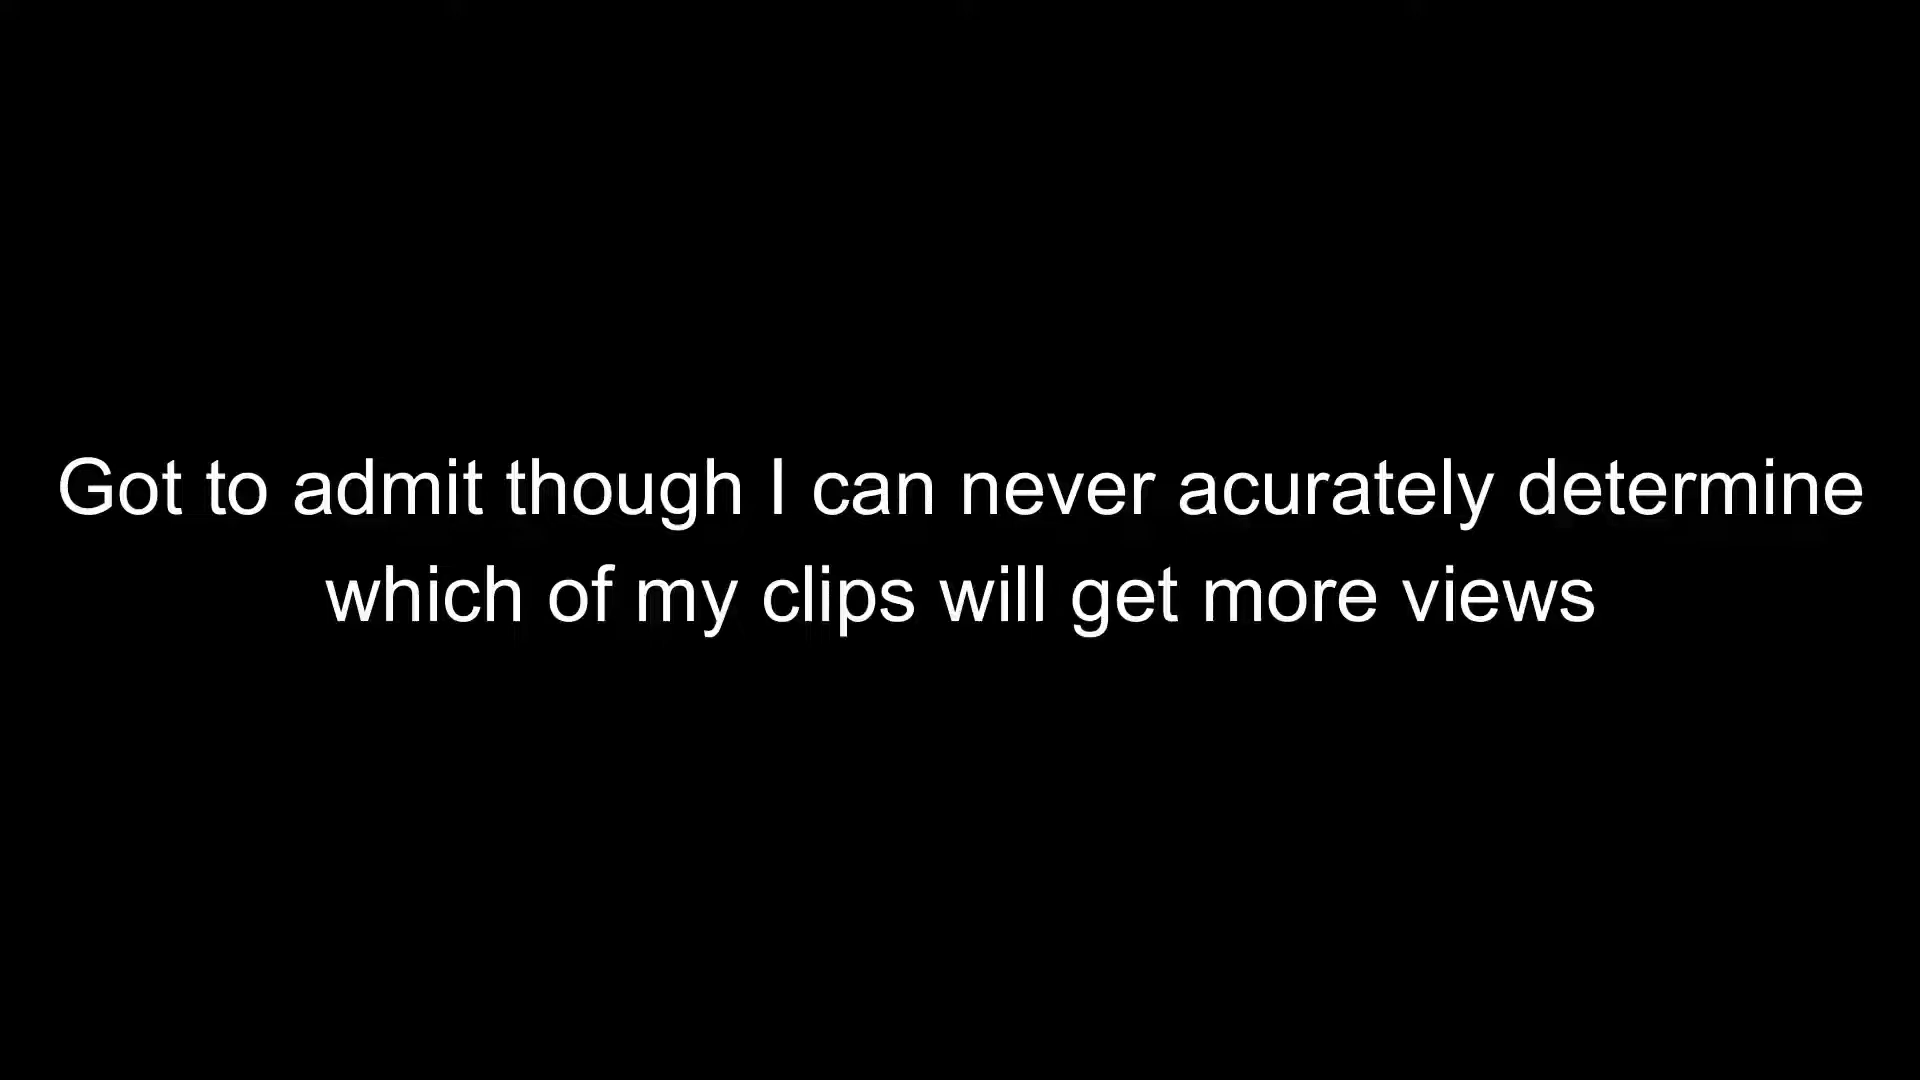 Got to admit though I can never acurately determine
which of my clips will get more views